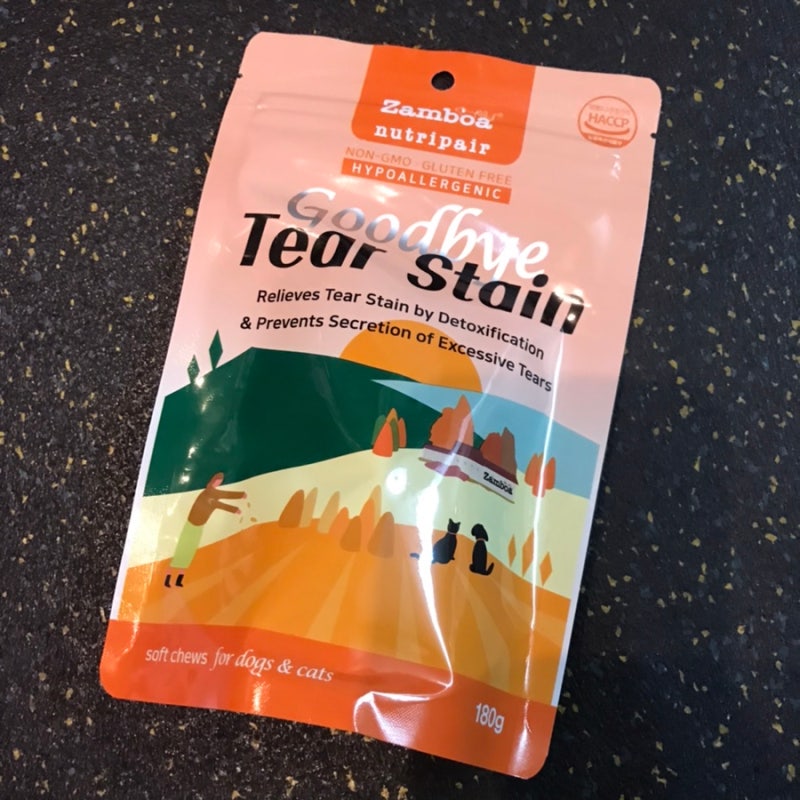 Zamboa
nutripair
HACCP
NON-GMO · GLUTEN FREE
HYPOALLERGENIC
Goodbye
Tear Stain
Relieves Tear Stain by Detoxification
& Prevents Secretion of Excessive Tears
Zamboa
soft chews for dogs & cats
180g